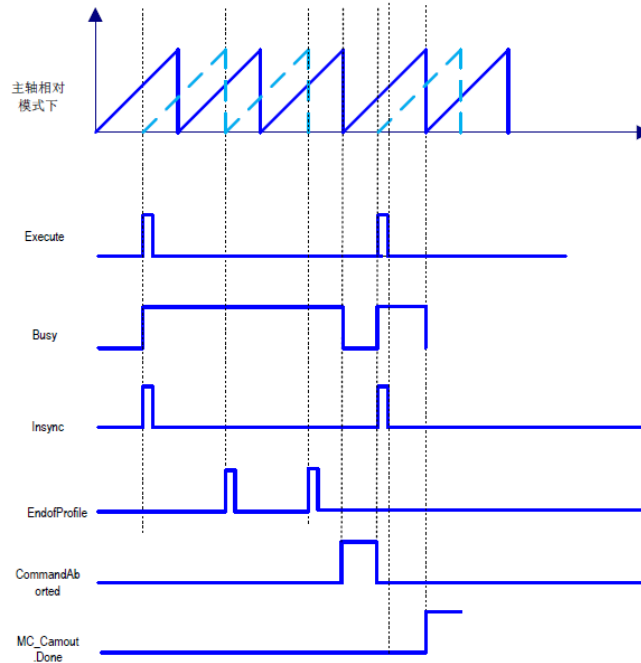 主轴相对
模式下
Execute
Busy
Insync
EndofProfile
CommandAb
orted
MC_Camout
.Done